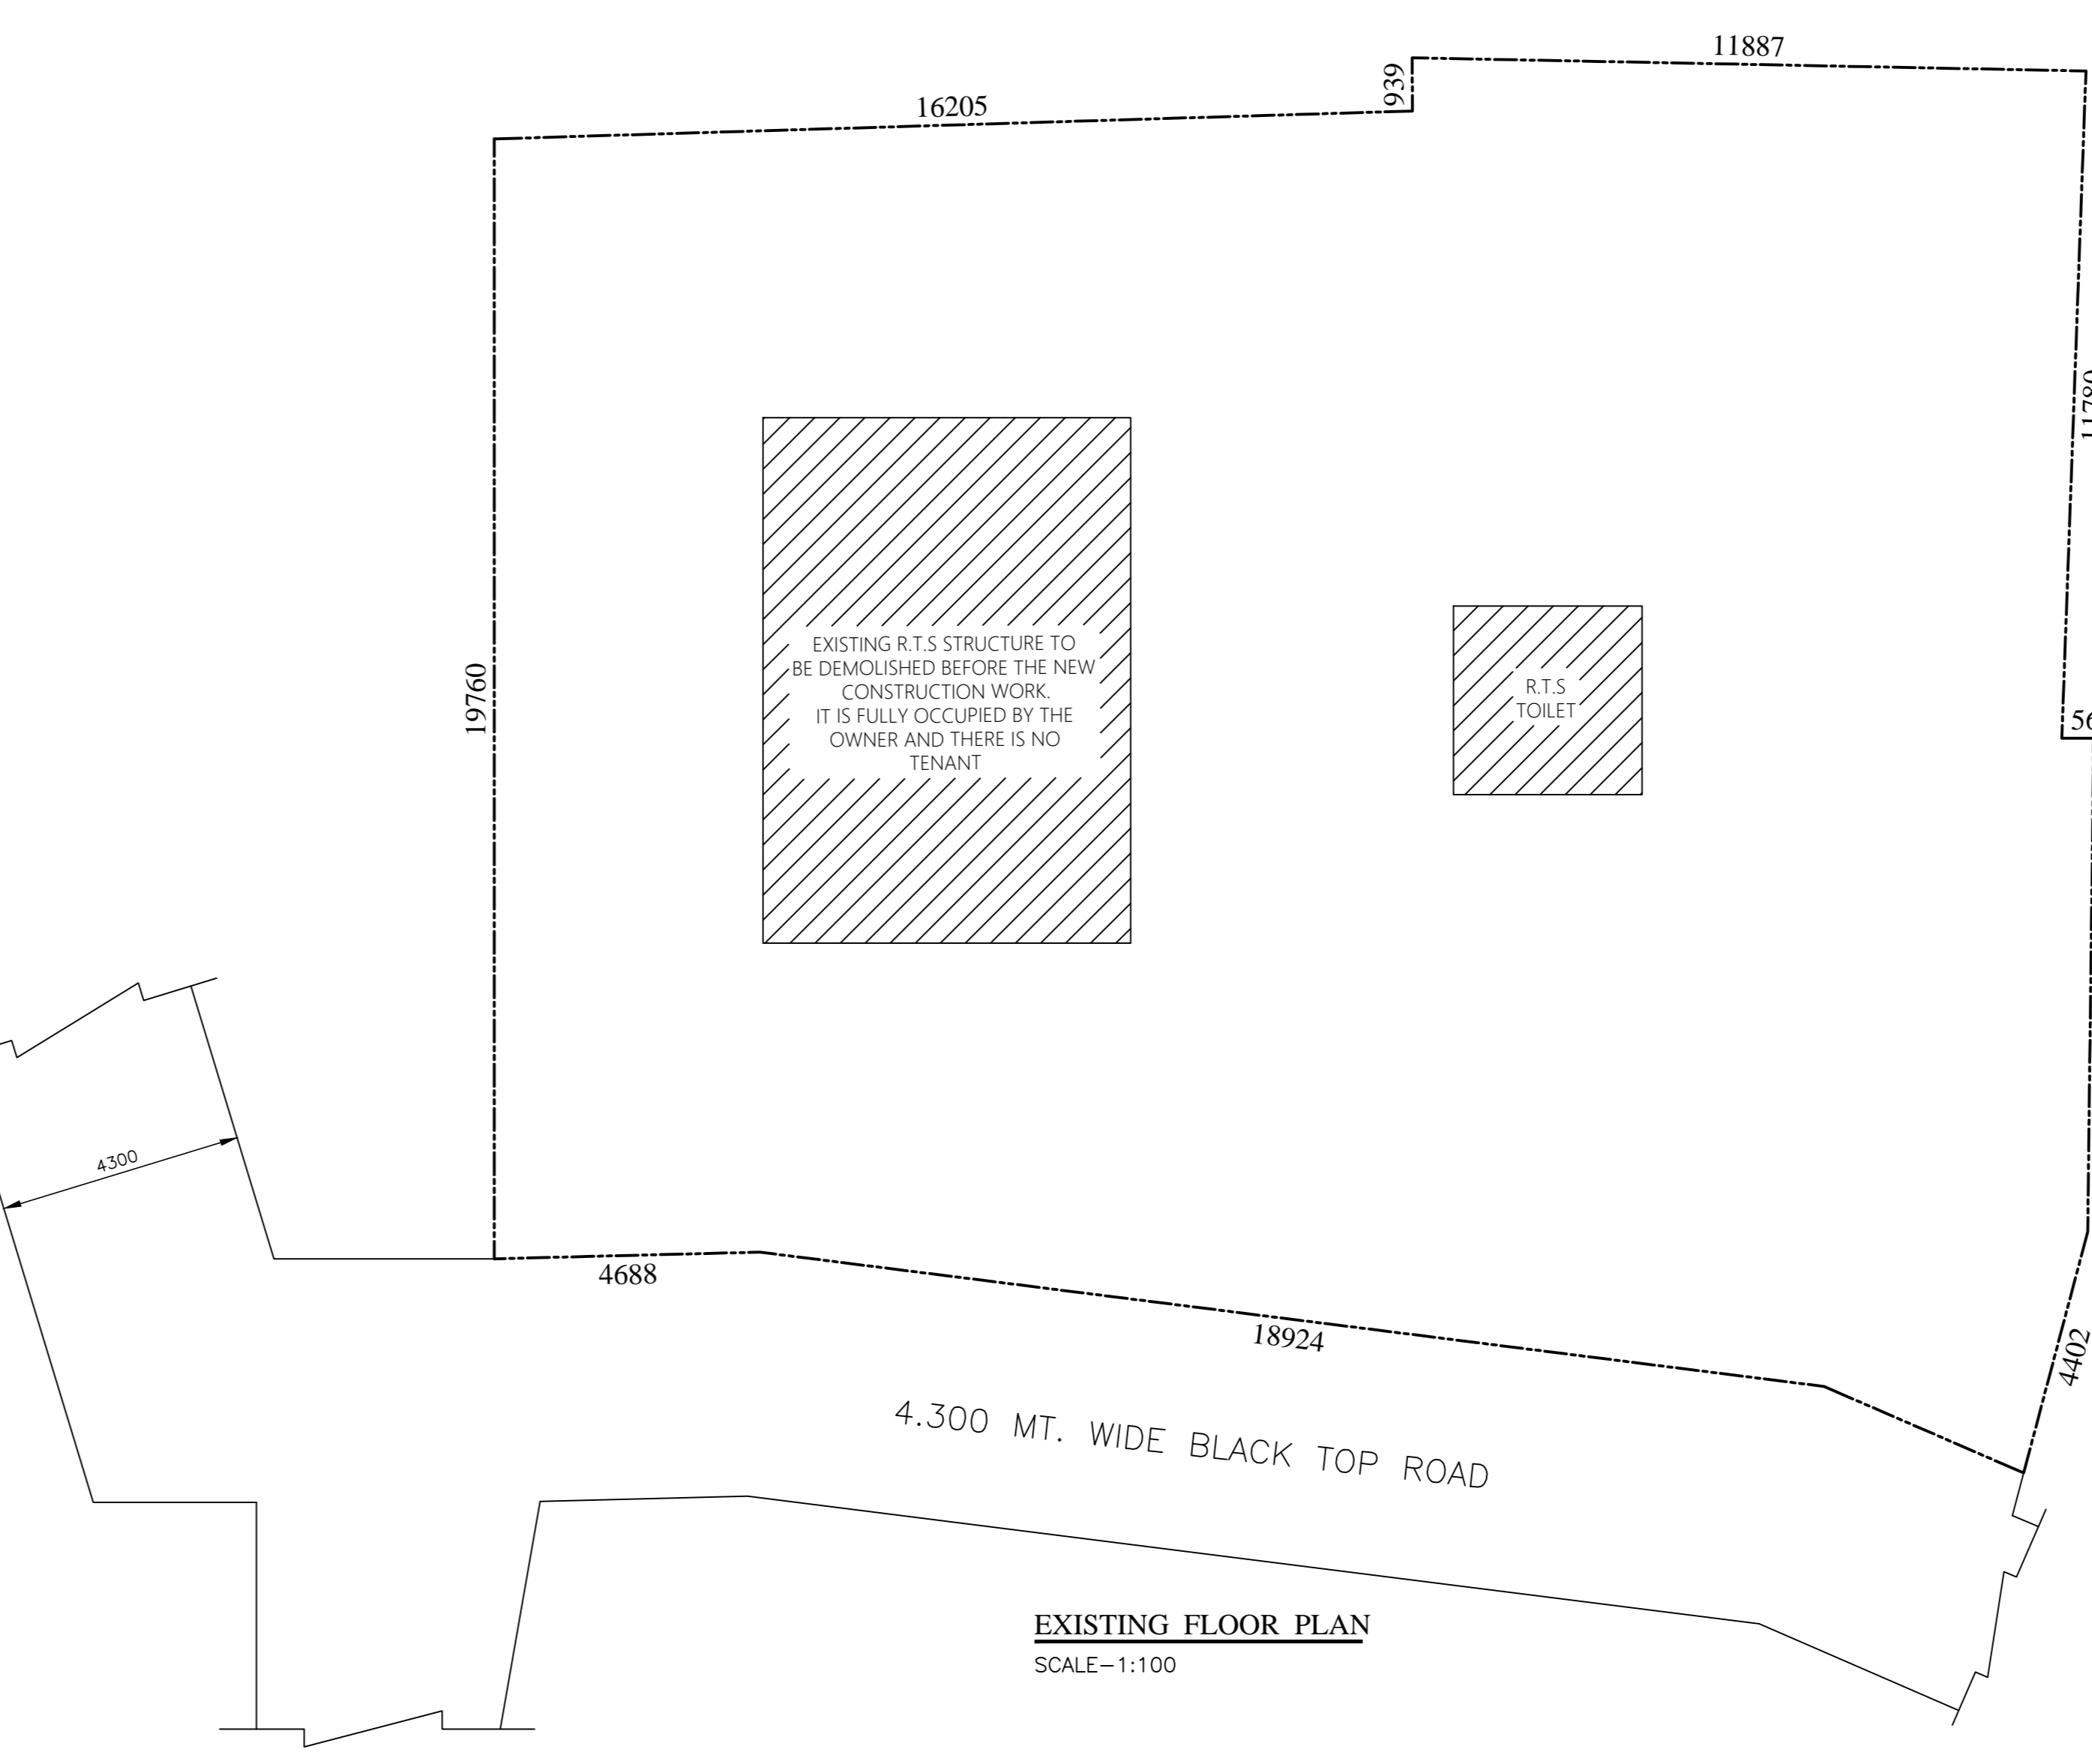 11887
939
16205
11780
EXISTING R.T.S STRUCTURE TO
BE DEMOLISHED BEFORE THE NEW
CONSTRUCTION WORK.
IT IS FULLY OCCUPIED BY THE
OWNER AND THERE IS NO
TENANT
R.T.S
TOILET
19760
56
4300
4688
18924
4402
4.300 MT. WIDE BLACK TOP ROAD
EXISTING FLOOR PLAN
SCALE-1:100